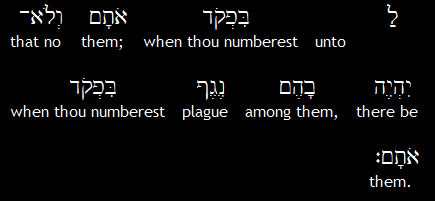 לַ בִּפְקֹד אֹתָם וְלֹא־
unto when thou numberest them; that no
יִהְיֶה בָהֶם נֶגֶף בִּפְקֹד
there be among them, plague when thou numberest
אֹתָם׃
them.